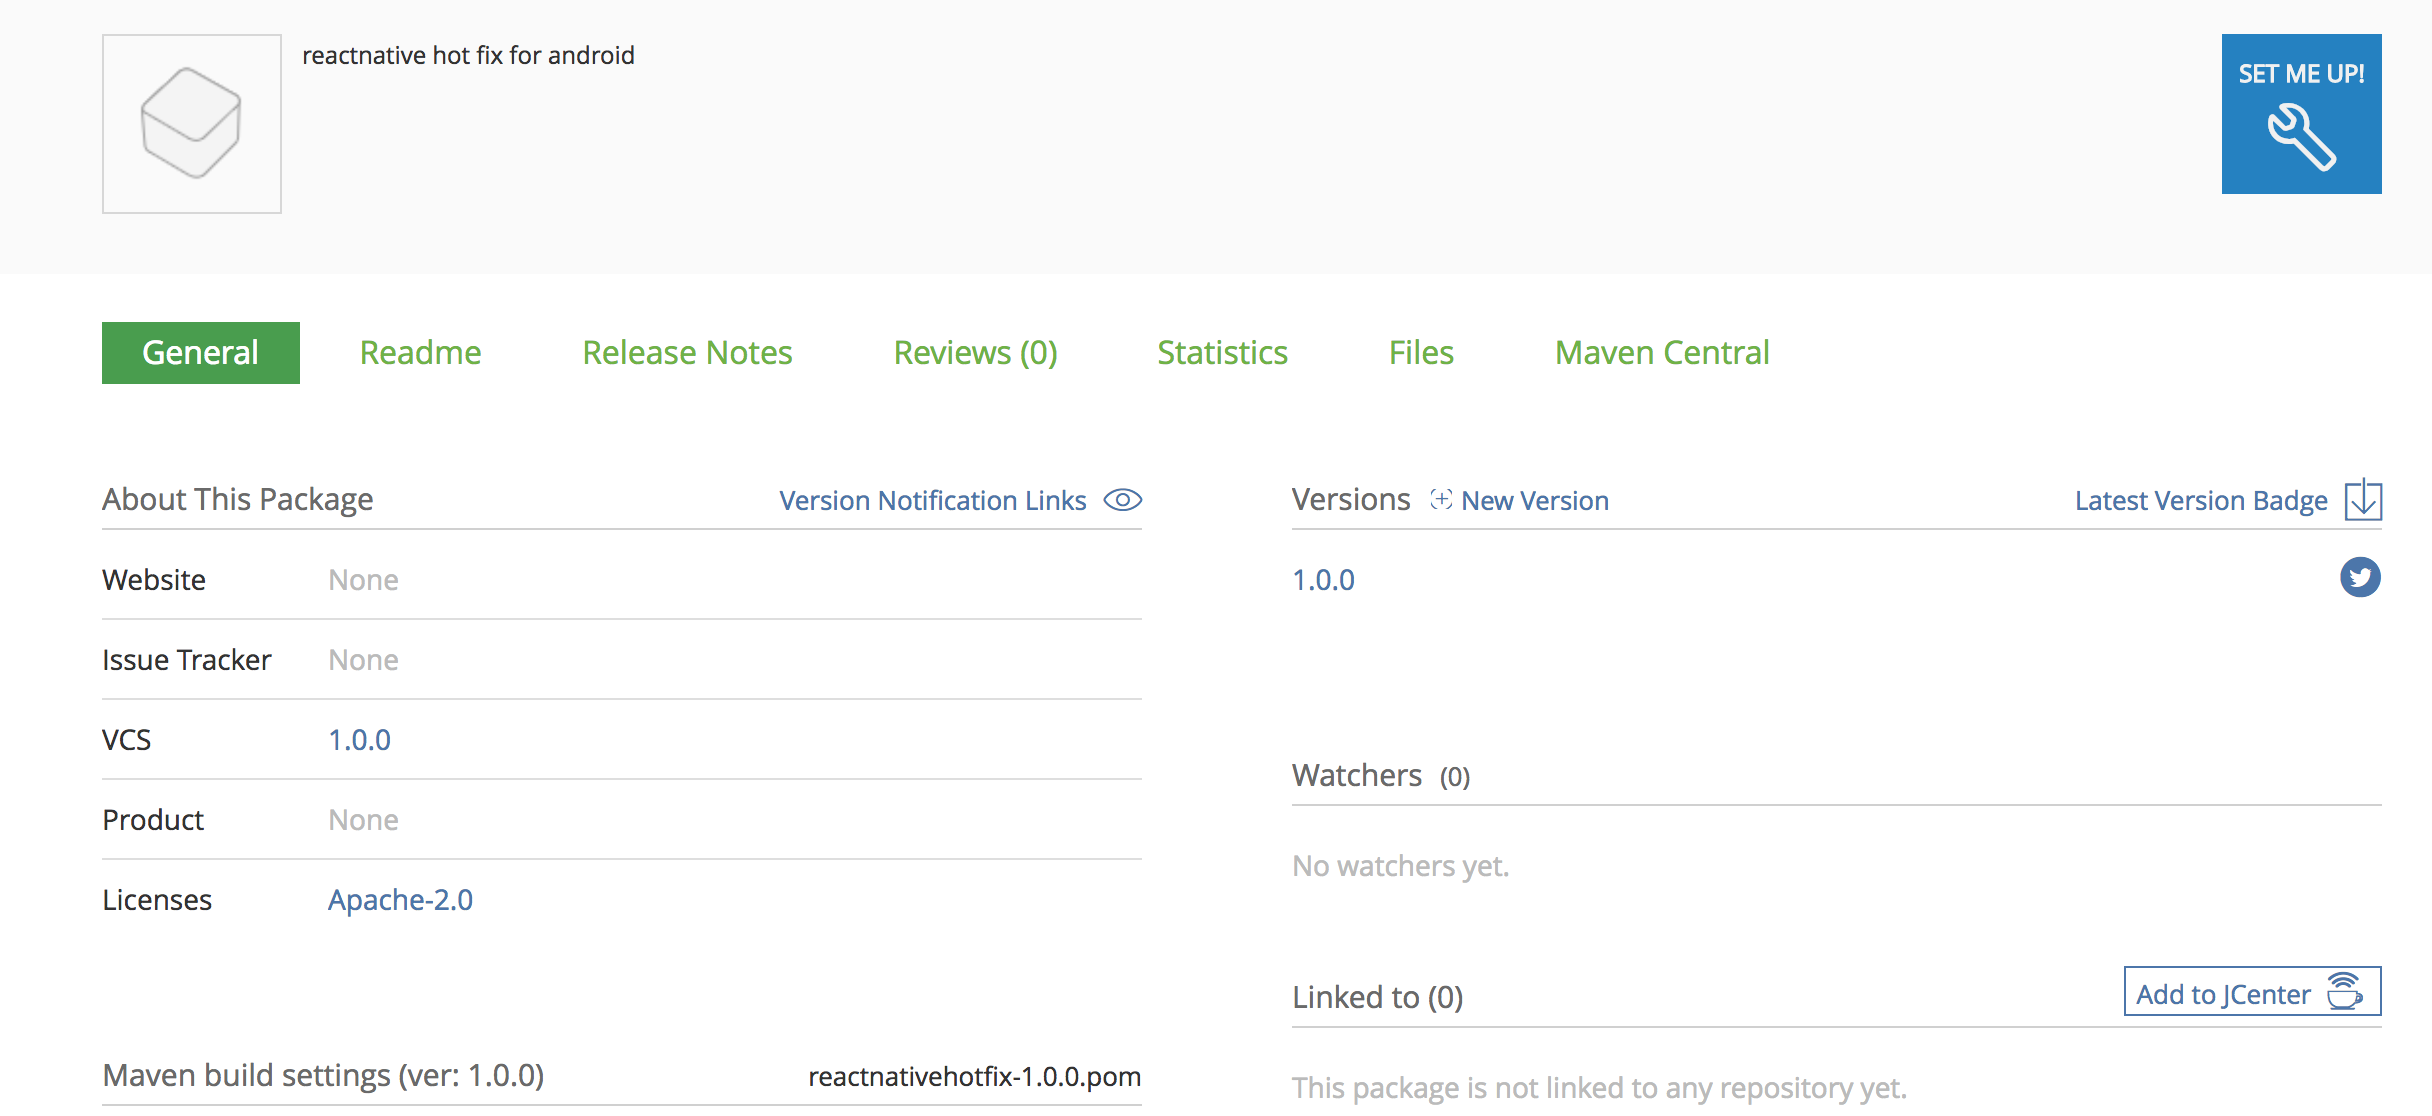 reactnative hot fix for android
SET ME UP!
General Readme Release Notes Reviews (0) Statistics Files Maven Central
About This Package Version Notification Links
Website None
Issue Tracker None
VCS 1.0.0
Product None
Licenses Apache-2.0
Maven build settings (ver: 1.0.0) reactnativehotfix-1.0.0.pom
Versions New Version Latest Version Badge
1.0.0
Watchers (0)
No watchers yet.
Linked to (0) Add to JCenter
This package is not linked to any repository yet.